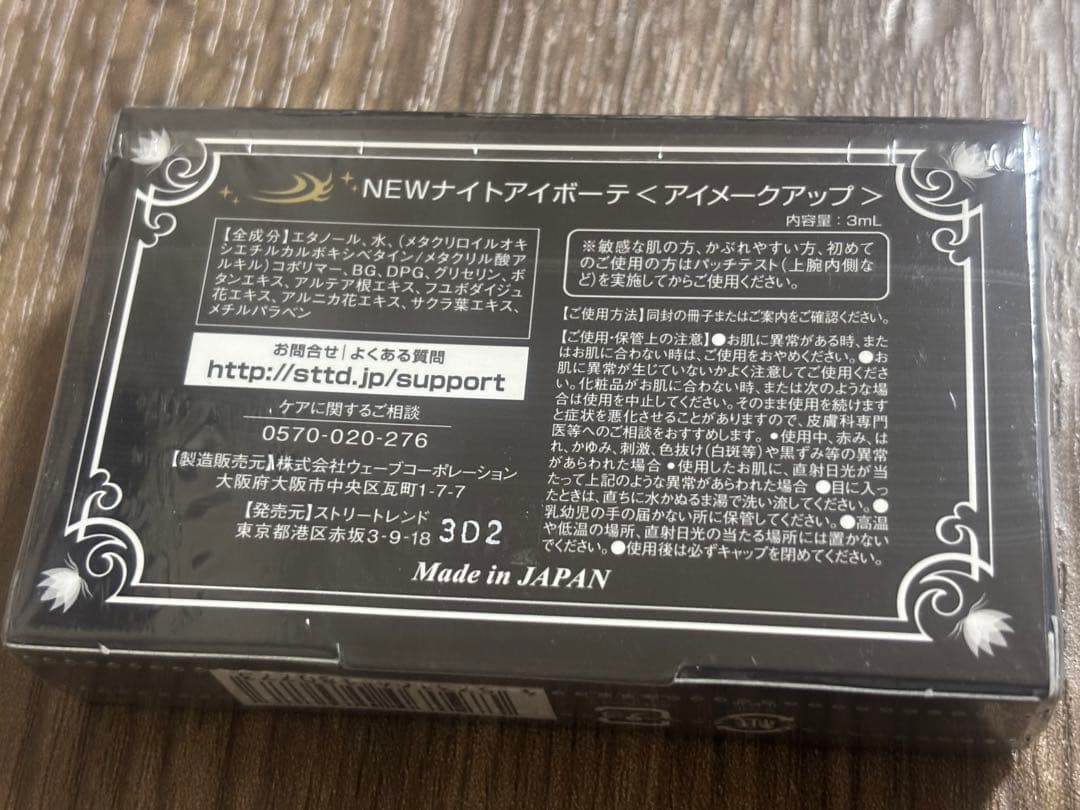 NEWナイトアイボーテ＜アイメークアップ＞
内容量：3mL
【全成分】エタノール、水、(メタクリロイルオキ
シエチルカルボキシベタイン/メタクリル酸ア
ルキル)コポリマー、BG、DPG、グリセリン、ボ
タンエキス、アルテア根エキス、フユボダイジュ
花エキス、アルニカ花エキス、サクラ葉エキス、
メチルパラベン
お問合せ|よくある質問
http://sttd.jp/support
ケアに関するご相談
0570-020-276
【製造販売元】株式会社ウェーブコーポレーション
大阪府大阪市中央区瓦町1-7-7
【発売元】ストリートレンド
東京都港区赤坂3-9-18
3D2
※敏感な肌の方、かぶれやすい方、初めて
のご使用の方はパッチテスト(上腕内側な
ど)を実施してからご使用ください。
【ご使用方法】同封の冊子またはご案内をご確認ください。
【ご使用・保管上の注意】●お肌に異常がある時、また
はお肌に合わない時は、ご使用をおやめください。●お
肌に異常が生じていないかよく注意してご使用くださ
い。化粧品がお肌に合わない時、または次のような場
合は使用を中止してください。そのまま使用を続けます
と症状を悪化させることがありますので、皮膚科専門
医等へのご相談をおすすめします。●使用中、赤み、は
れ、かゆみ、刺激、色抜け(白斑等)や黒ずみ等の異常
があらわれた場合 ●使用したお肌に、直射日光が当
たって上記のような異常があらわれた場合 ●目に入っ
たときは、直ちに水かぬるま湯で洗い流してください。●
乳幼児の手の届かない所に保管してください。●高温
や低温の場所、直射日光の当たる場所には置かない
でください。●使用後は必ずキャップを閉めてください。
Made in JAPAN